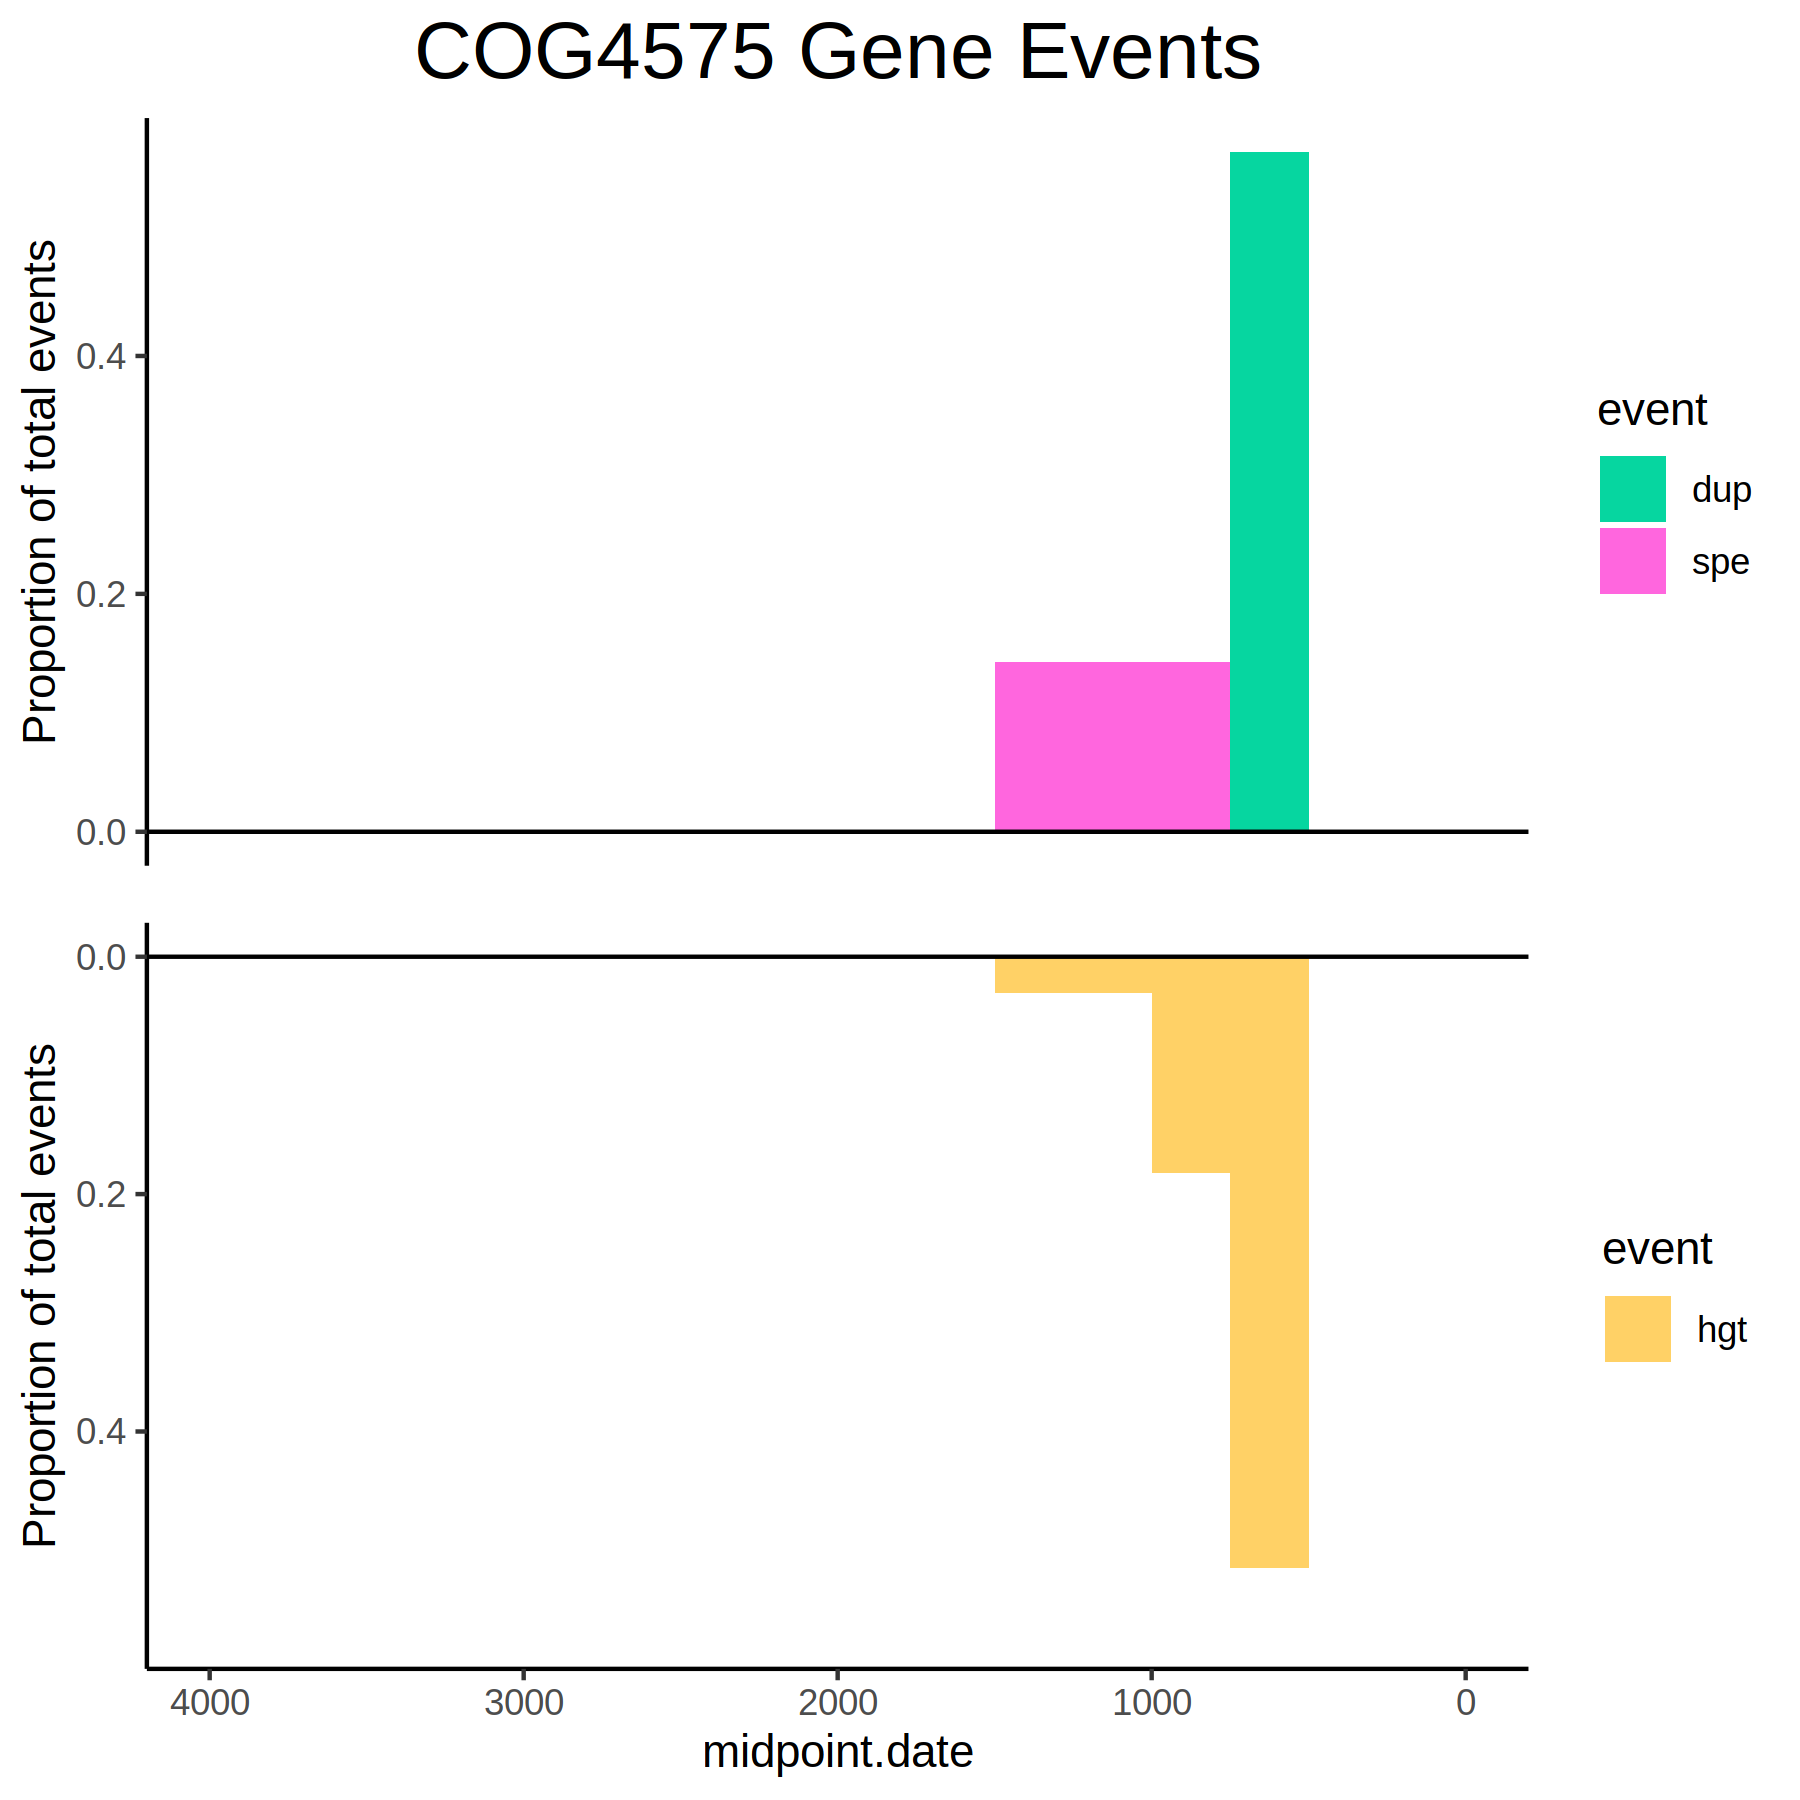 COG4575 Gene Events
Proportion of total events
0.4
0.2
0.0
event
dup
spe
Proportion of total events
0.0
0.2
0.4
event
hgt
4000 3000 2000 1000 0
midpoint.date